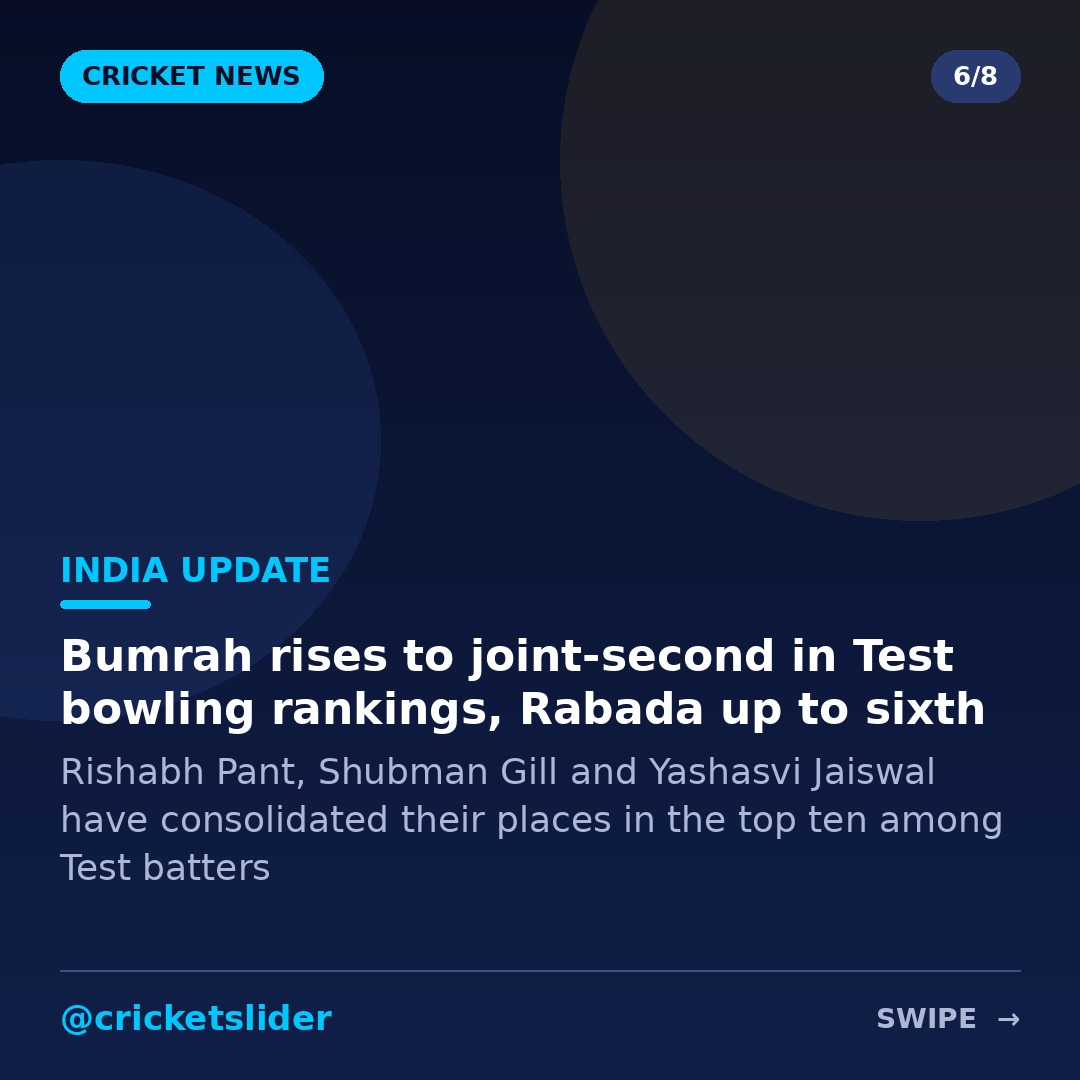 CRICKET NEWS
6/8
INDIA UPDATE
Bumrah rises to joint-second in Test
bowling rankings, Rabada up to sixth
Rishabh Pant, Shubman Gill and Yashasvi Jaiswal
have consolidated their places in the top ten among
Test batters
@cricketslider
SWIPE →